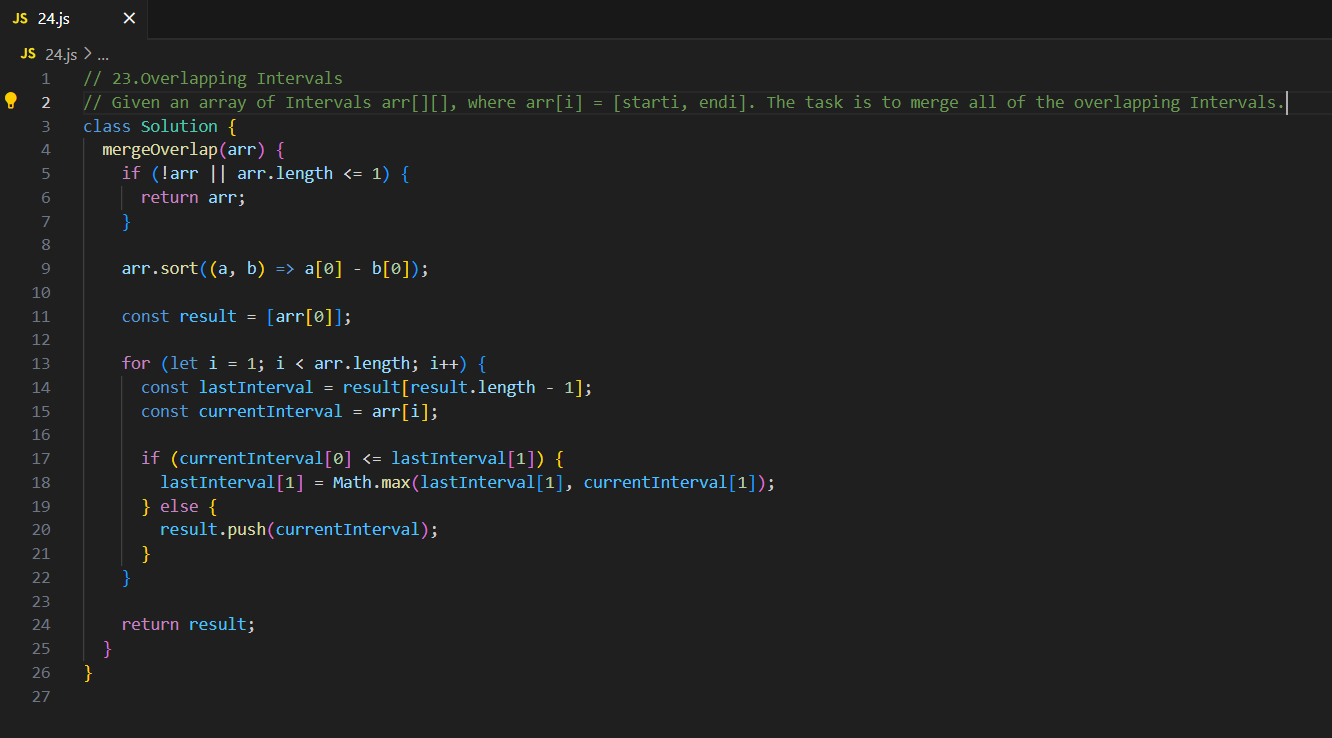 JS 24.js ✕
JS 24.js > ...
1 // 23.Overlapping Intervals
2 // Given an array of Intervals arr[][], where arr[i] = [starti, endi]. The task is to merge all of the overlapping Intervals.
3 class Solution {
4   mergeOverlap(arr) {
5     if (!arr || arr.length <= 1) {
6       return arr;
7     }
8
9     arr.sort((a, b) => a[0] - b[0]);
10
11     const result = [arr[0]];
12
13     for (let i = 1; i < arr.length; i++) {
14       const lastInterval = result[result.length - 1];
15       const currentInterval = arr[i];
16
17       if (currentInterval[0] <= lastInterval[1]) {
18         lastInterval[1] = Math.max(lastInterval[1], currentInterval[1]);
19       } else {
20         result.push(currentInterval);
21       }
22     }
23
24     return result;
25   }
26 }
27